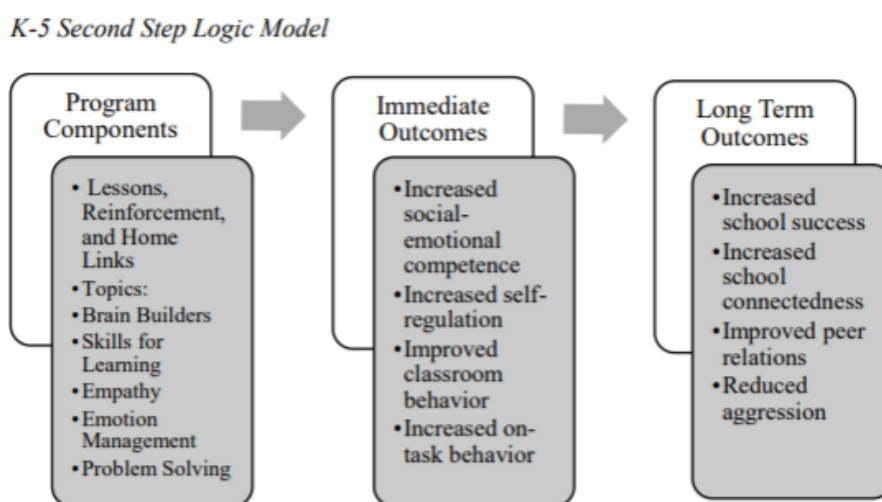 K-5 Second Step Logic Model
Program
Components
• Lessons,
Reinforcement,
and Home
Links
• Topics:
• Brain Builders
• Skills for
Learning
• Empathy
• Emotion
Management
• Problem Solving
Immediate
Outcomes
• Increased
social-
emotional
competence
• Increased self-
regulation
• Improved
classroom
behavior
• Increased on-
task behavior
Long Term
Outcomes
• Increased
school success
• Increased
school
connectedness
• Improved peer
relations
• Reduced
aggression